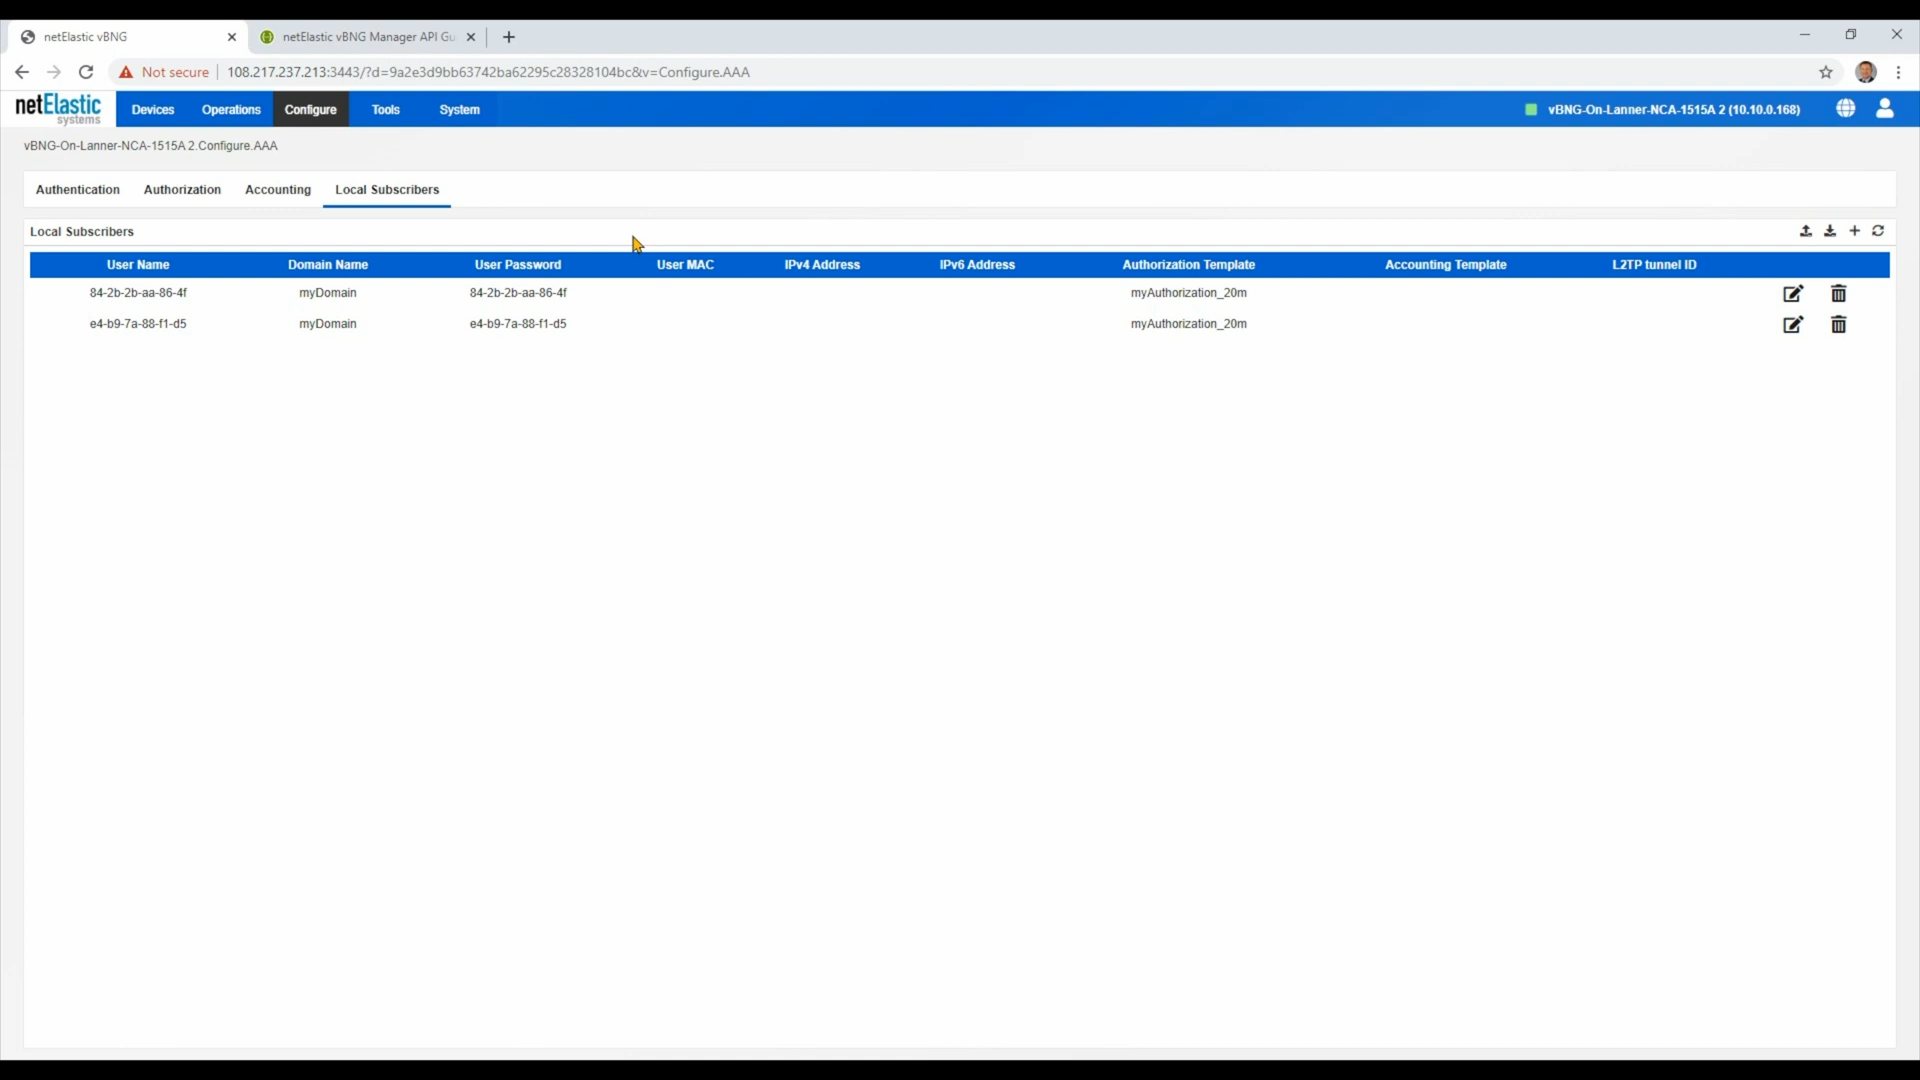 netElastic vBNG
netElastic vBNG Manager API Gu
Not secure 108.217.237.213:3443/?d=9a2e3d9bb63742ba62295c28328104bc&v=Configure.AAA
netElastic systems Devices Operations Configure Tools System vBNG-On-Lanner-NCA-1515A 2 (10.10.0.168)
vBNG-On-Lanner-NCA-1515A 2.Configure.AAA
Authentication Authorization Accounting Local Subscribers
Local Subscribers
User Name Domain Name User Password User MAC IPv4 Address IPv6 Address Authorization Template Accounting Template L2TP tunnel ID
84-2b-2b-aa-86-4f myDomain 84-2b-2b-aa-86-4f myAuthorization_20m
e4-b9-7a-88-f1-d5 myDomain e4-b9-7a-88-f1-d5 myAuthorization_20m